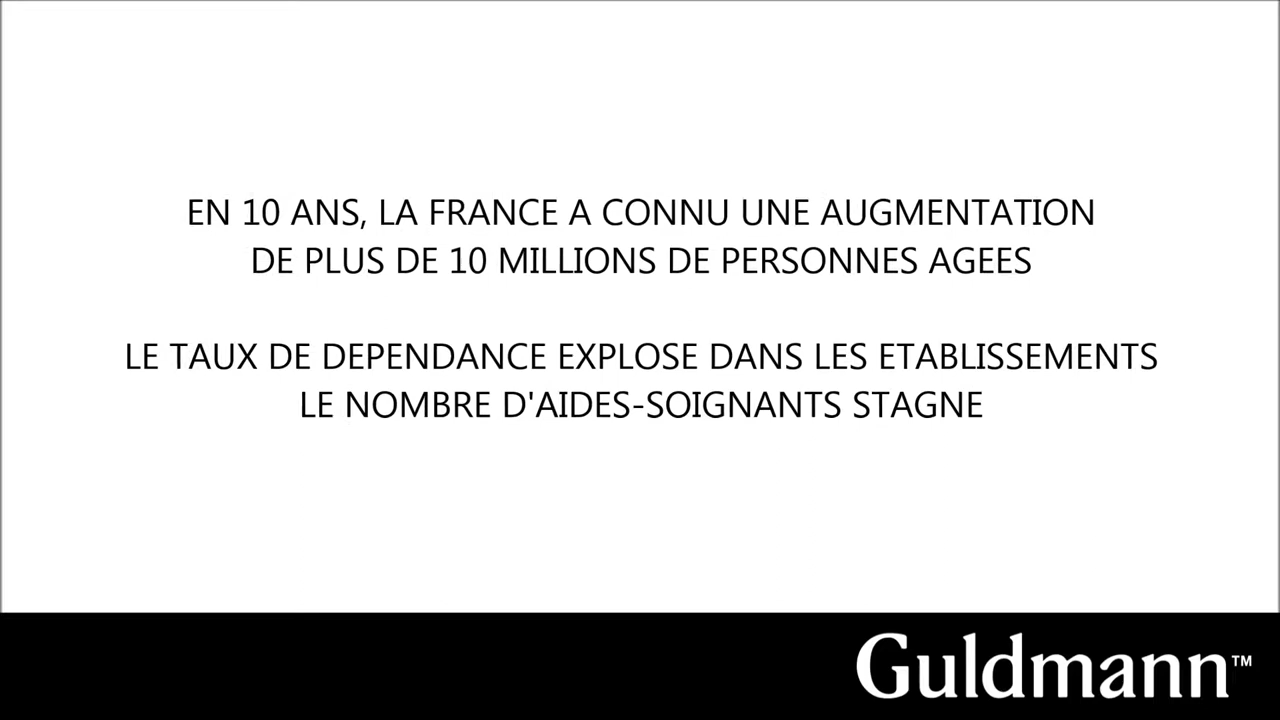 EN 10 ANS, LA FRANCE A CONNU UNE AUGMENTATION
DE PLUS DE 10 MILLIONS DE PERSONNES AGEES
LE TAUX DE DEPENDANCE EXPLOSE DANS LES ETABLISSEMENTS
LE NOMBRE D'AIDES-SOIGNANTS STAGNE
Guldmann™